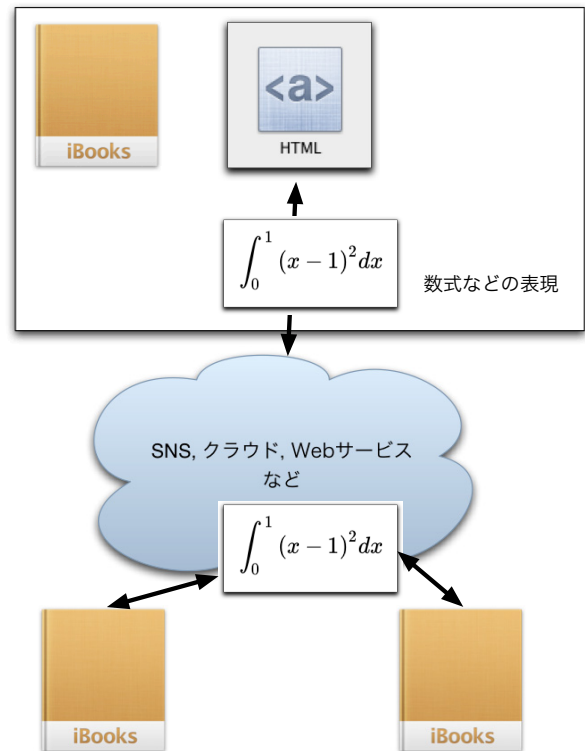 <a>
iBooks
HTML
∫₀¹ (x − 1)² dx
数式などの表現
SNS, クラウド, Webサービス
など
∫₀¹ (x − 1)² dx
iBooks
iBooks